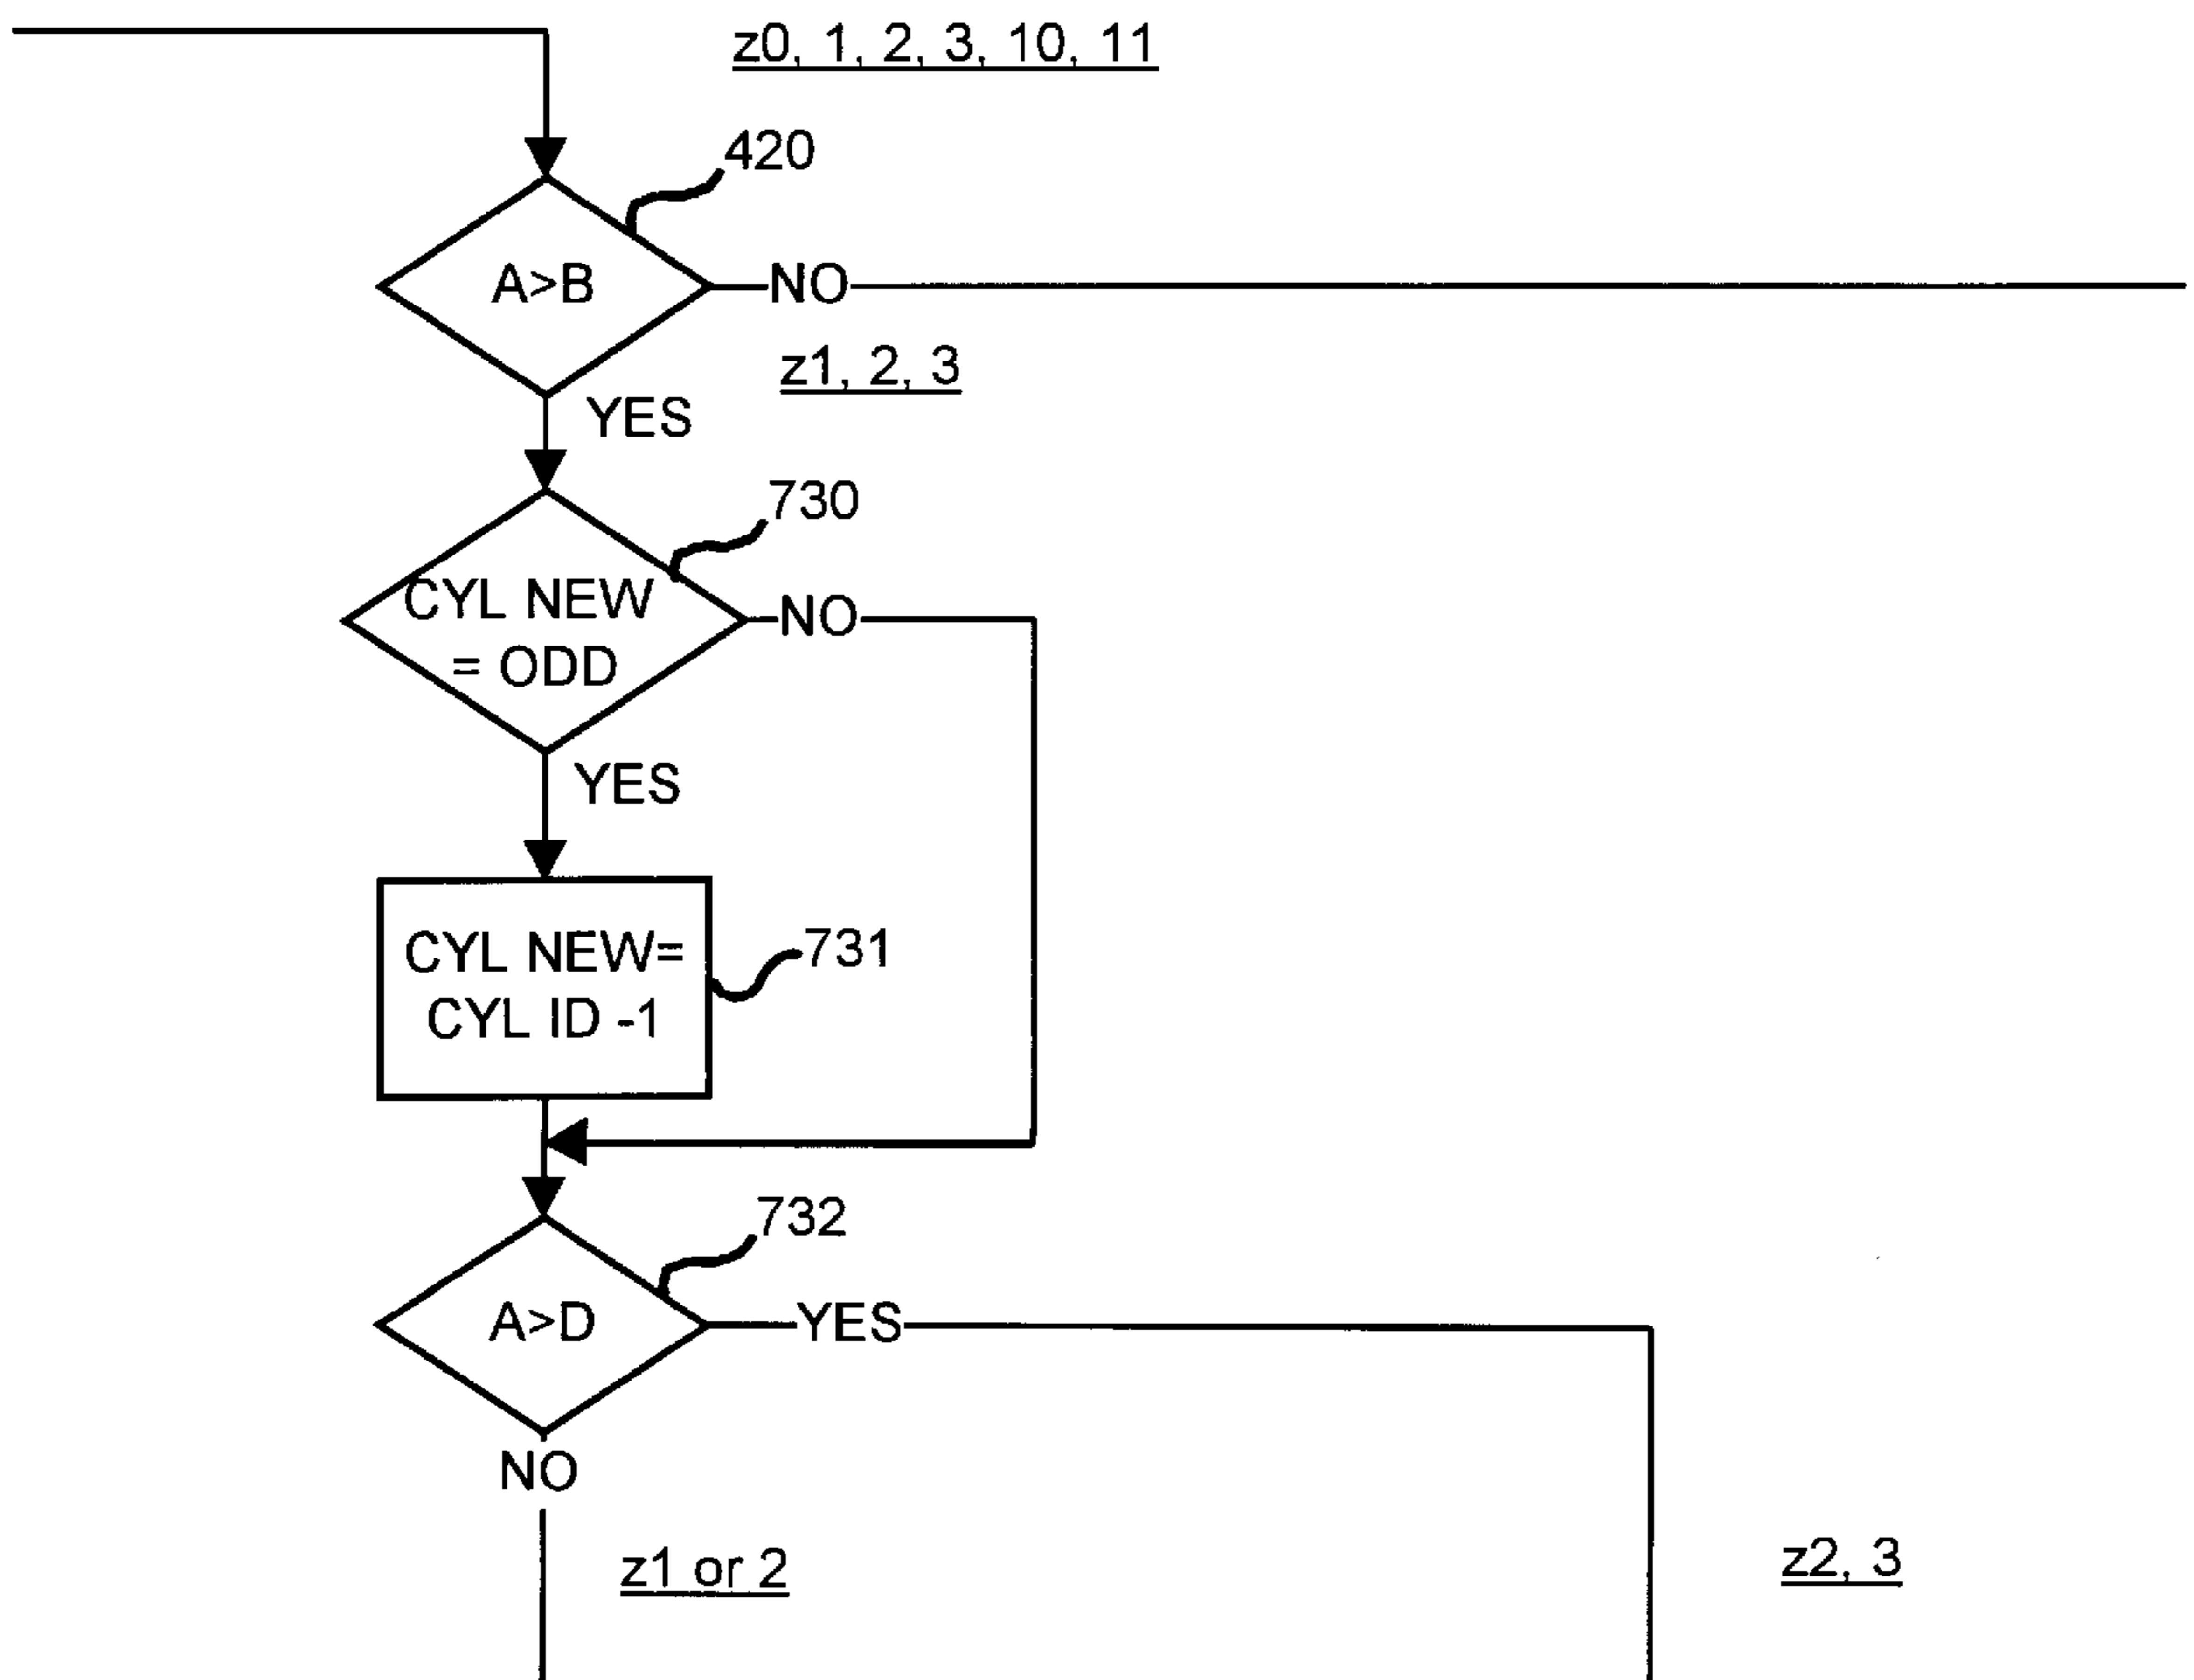 z0, 1, 2, 3, 10, 11
420
A>B
NO
z1, 2, 3
YES
730
CYL NEW
= ODD
NO
YES
CYL NEW=
CYL ID -1
731
732
A>D
YES
NO
z1 or 2
z2, 3